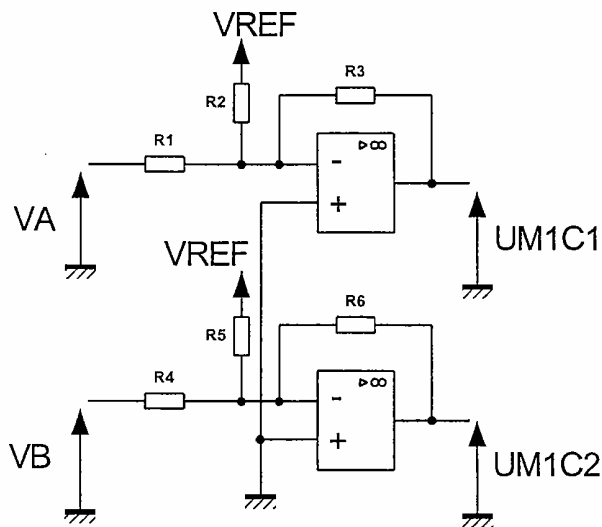 VREF
R3
R2
R1
▷∞
-
+
VA
UM1C1
VREF
R6
R5
R4
▷∞
-
+
VB
UM1C2